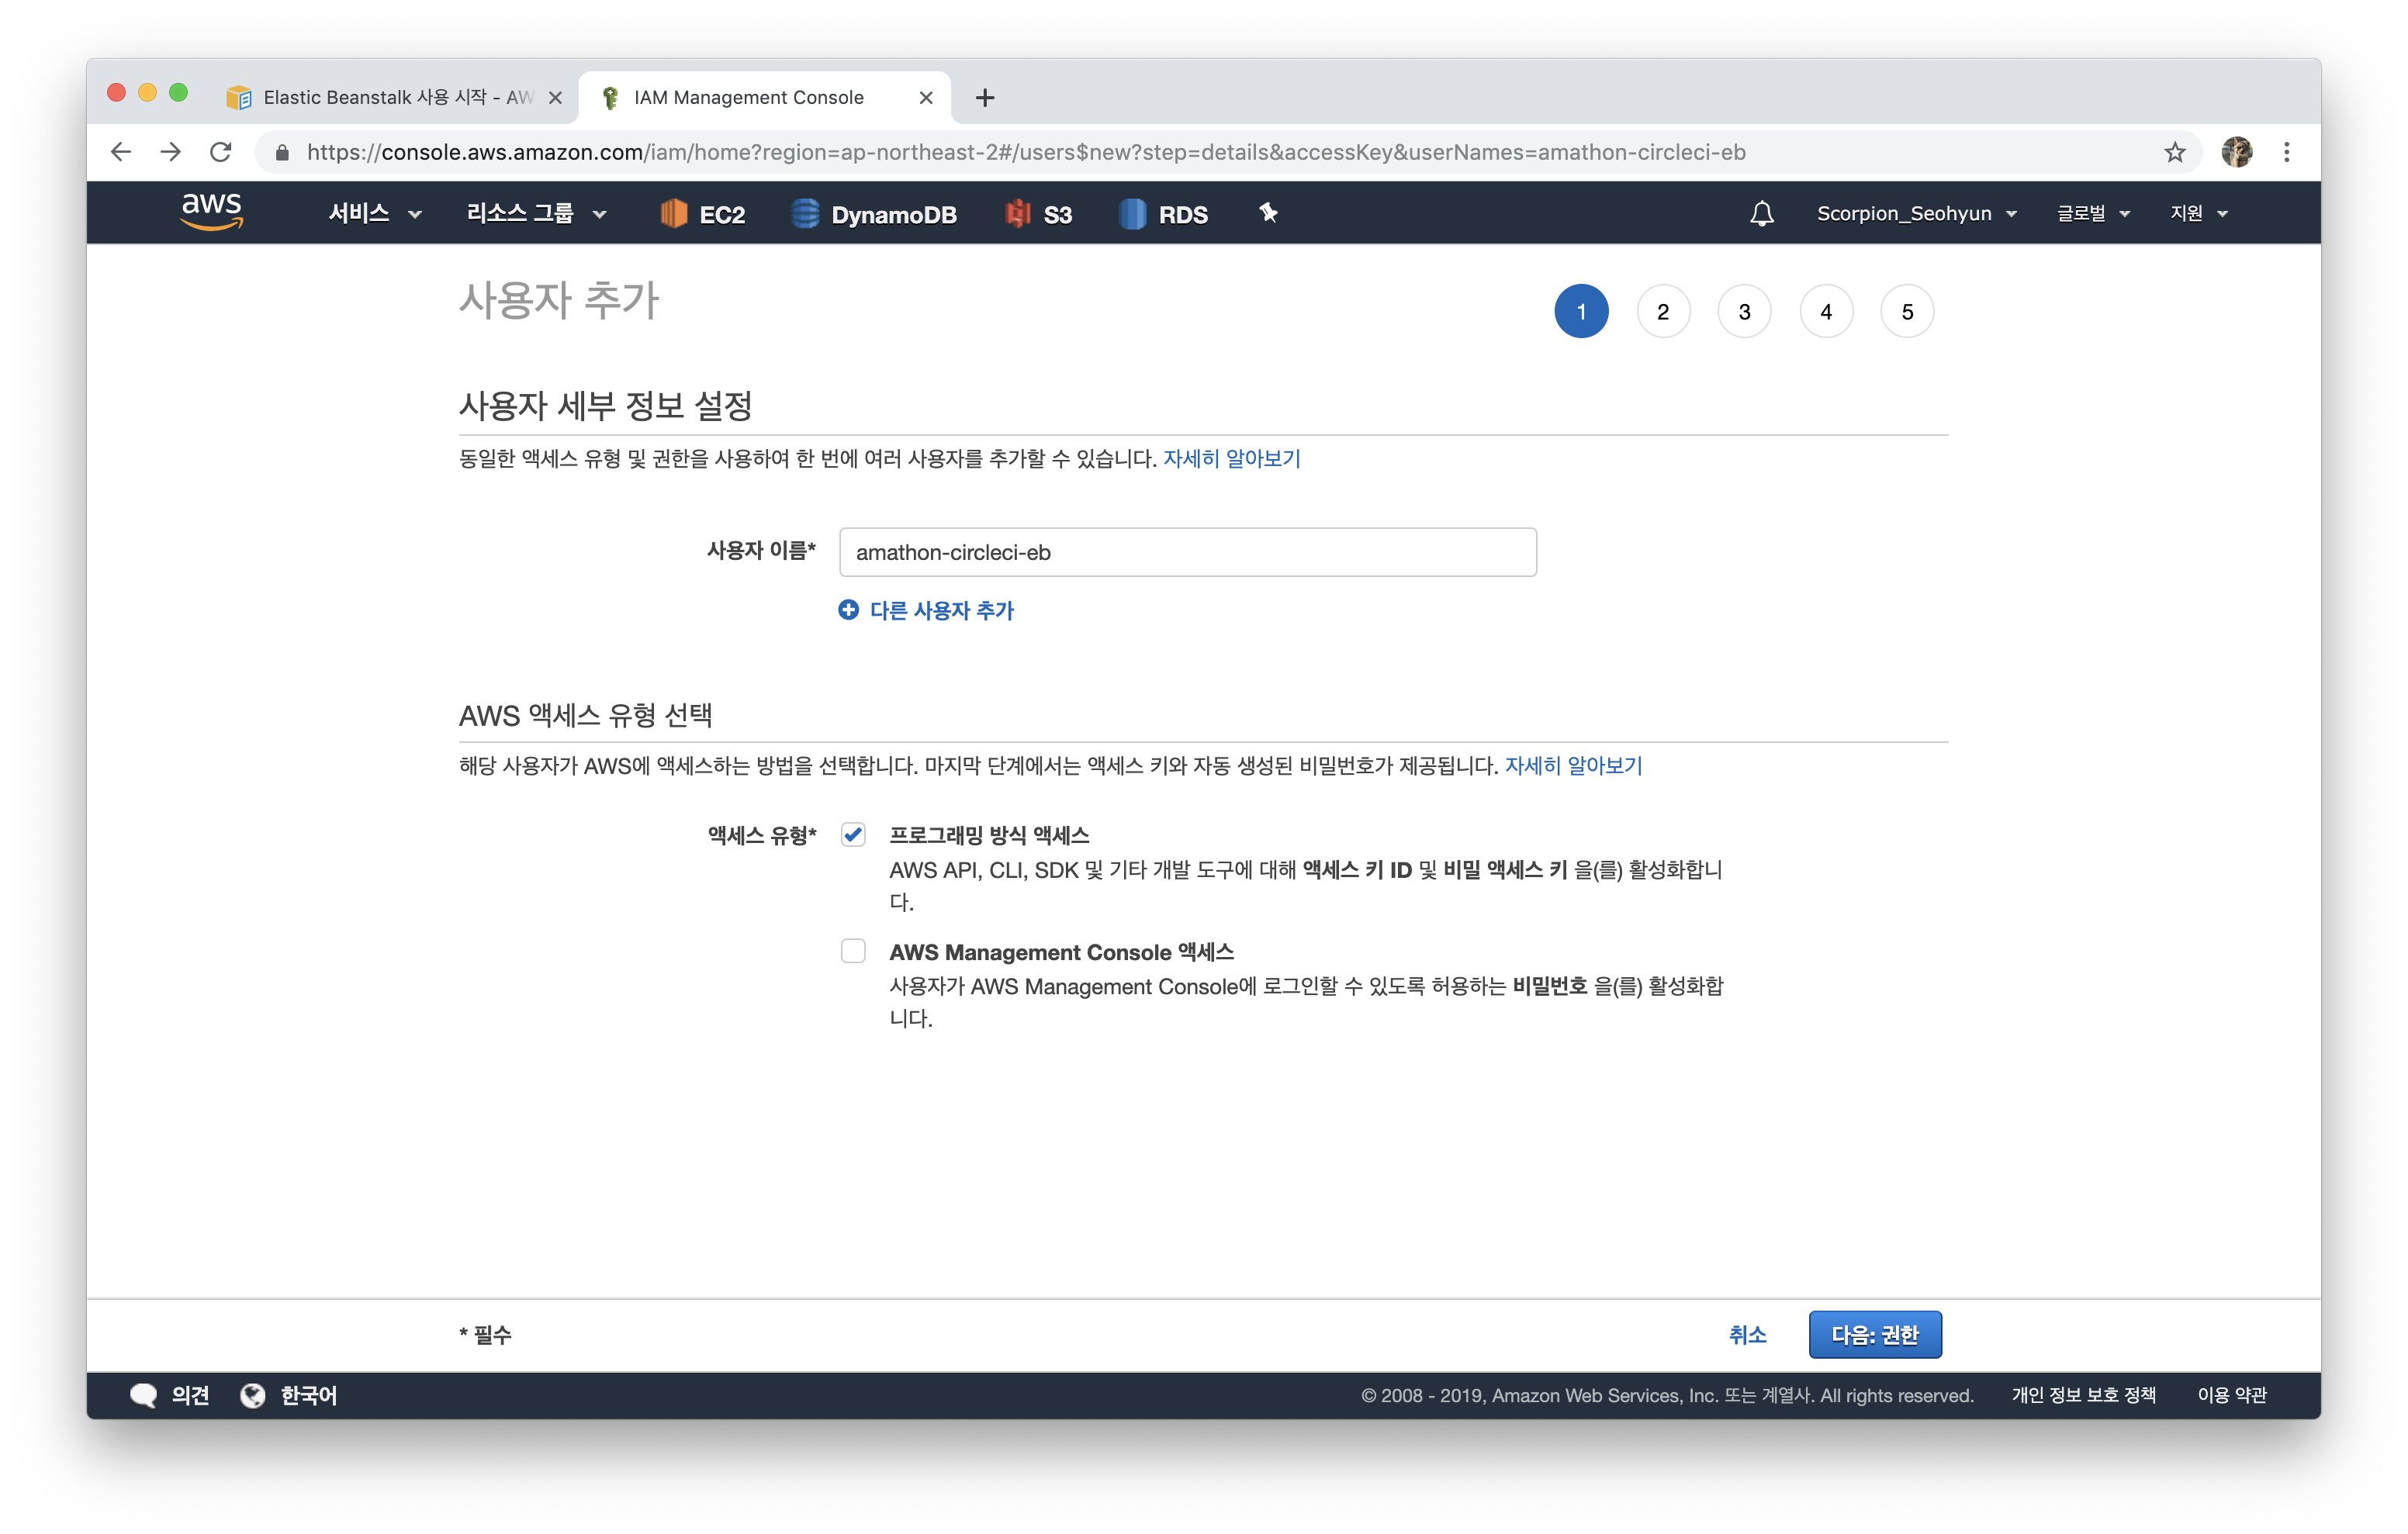 Elastic Beanstalk 사용 시작 - AW
IAM Management Console
https://console.aws.amazon.com/iam/home?region=ap-northeast-2#/users$new?step=details&accessKey&userNames=amathon-circleci-eb
aws 서비스 리소스 그룹 EC2 DynamoDB S3 RDS Scorpion_Seohyun 글로벌 지원
사용자 추가
1 2 3 4 5
사용자 세부 정보 설정
동일한 액세스 유형 및 권한을 사용하여 한 번에 여러 사용자를 추가할 수 있습니다. 자세히 알아보기
사용자 이름* amathon-circleci-eb
다른 사용자 추가
AWS 액세스 유형 선택
해당 사용자가 AWS에 액세스하는 방법을 선택합니다. 마지막 단계에서는 액세스 키와 자동 생성된 비밀번호가 제공됩니다. 자세히 알아보기
액세스 유형* 프로그래밍 방식 액세스
AWS API, CLI, SDK 및 기타 개발 도구에 대해 액세스 키 ID 및 비밀 액세스 키 을(를) 활성화합니
다.
AWS Management Console 액세스
사용자가 AWS Management Console에 로그인할 수 있도록 허용하는 비밀번호 을(를) 활성화합
니다.
* 필수 취소 다음: 권한
의견 한국어 © 2008 - 2019, Amazon Web Services, Inc. 또는 계열사. All rights reserved. 개인 정보 보호 정책 이용 약관